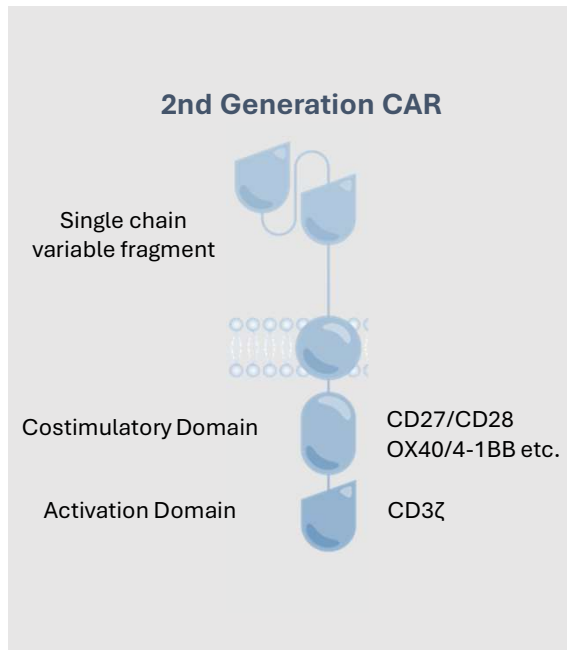 2nd Generation CAR
Single chain
variable fragment
Costimulatory Domain
CD27/CD28
OX40/4-1BB etc.
Activation Domain
CD3ζ